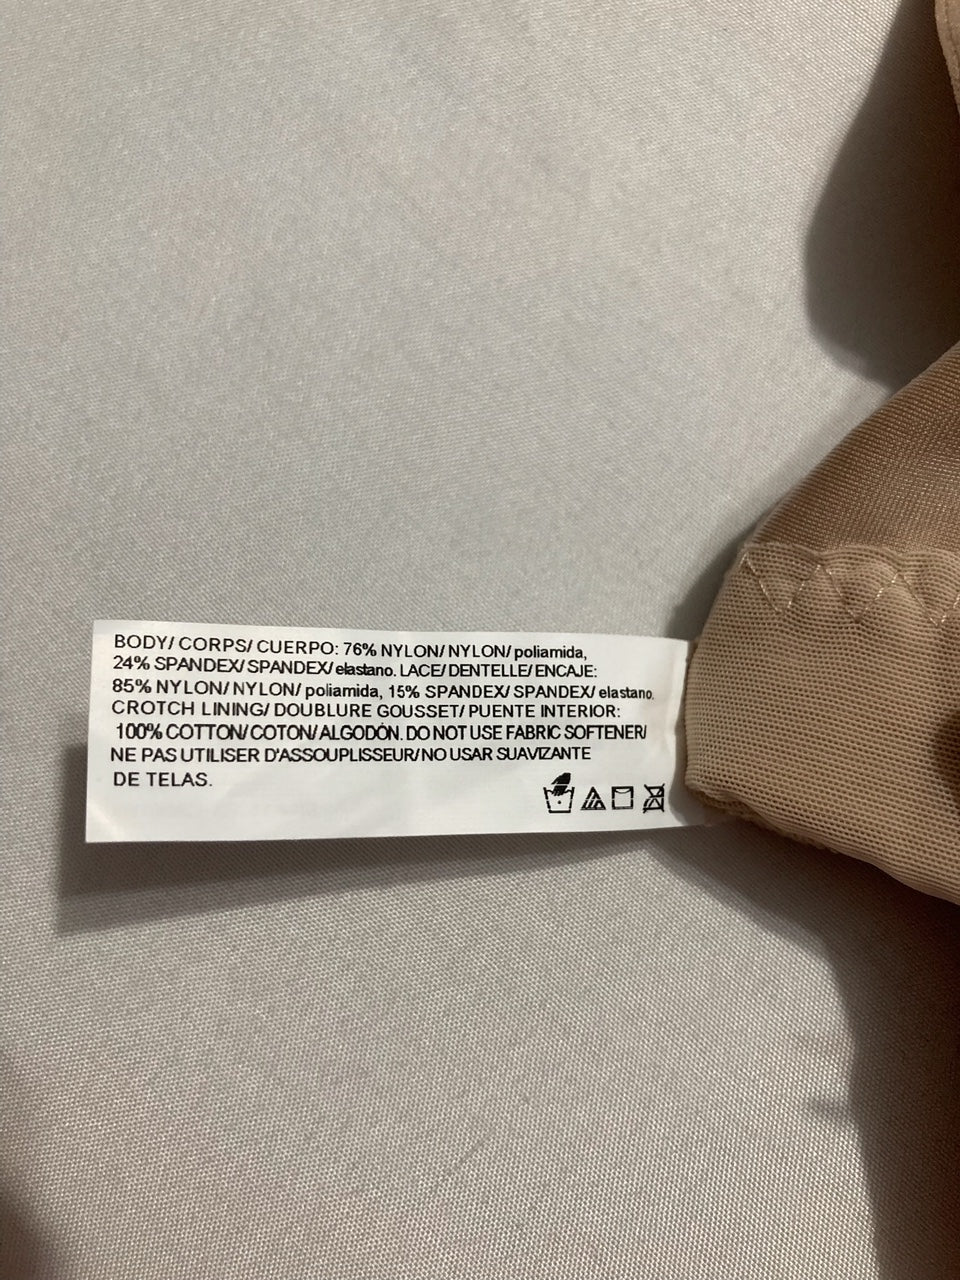 BODY/ CORPS/ CUERPO: 76% NYLON/ NYLON/ poliamida,
24% SPANDEX/ SPANDEX/ elastano. LACE/ DENTELLE/ ENCAJE:
85% NYLON/ NYLON/ poliamida, 15% SPANDEX/ SPANDEX/ elastano.
CROTCH LINING/ DOUBLURE GOUSSET/ PUENTE INTERIOR:
100% COTTON/ COTON/ ALGODÓN. DO NOT USE FABRIC SOFTENER/
NE PAS UTILISER D'ASSOUPLISSEUR/ NO USAR SUAVIZANTE
DE TELAS.